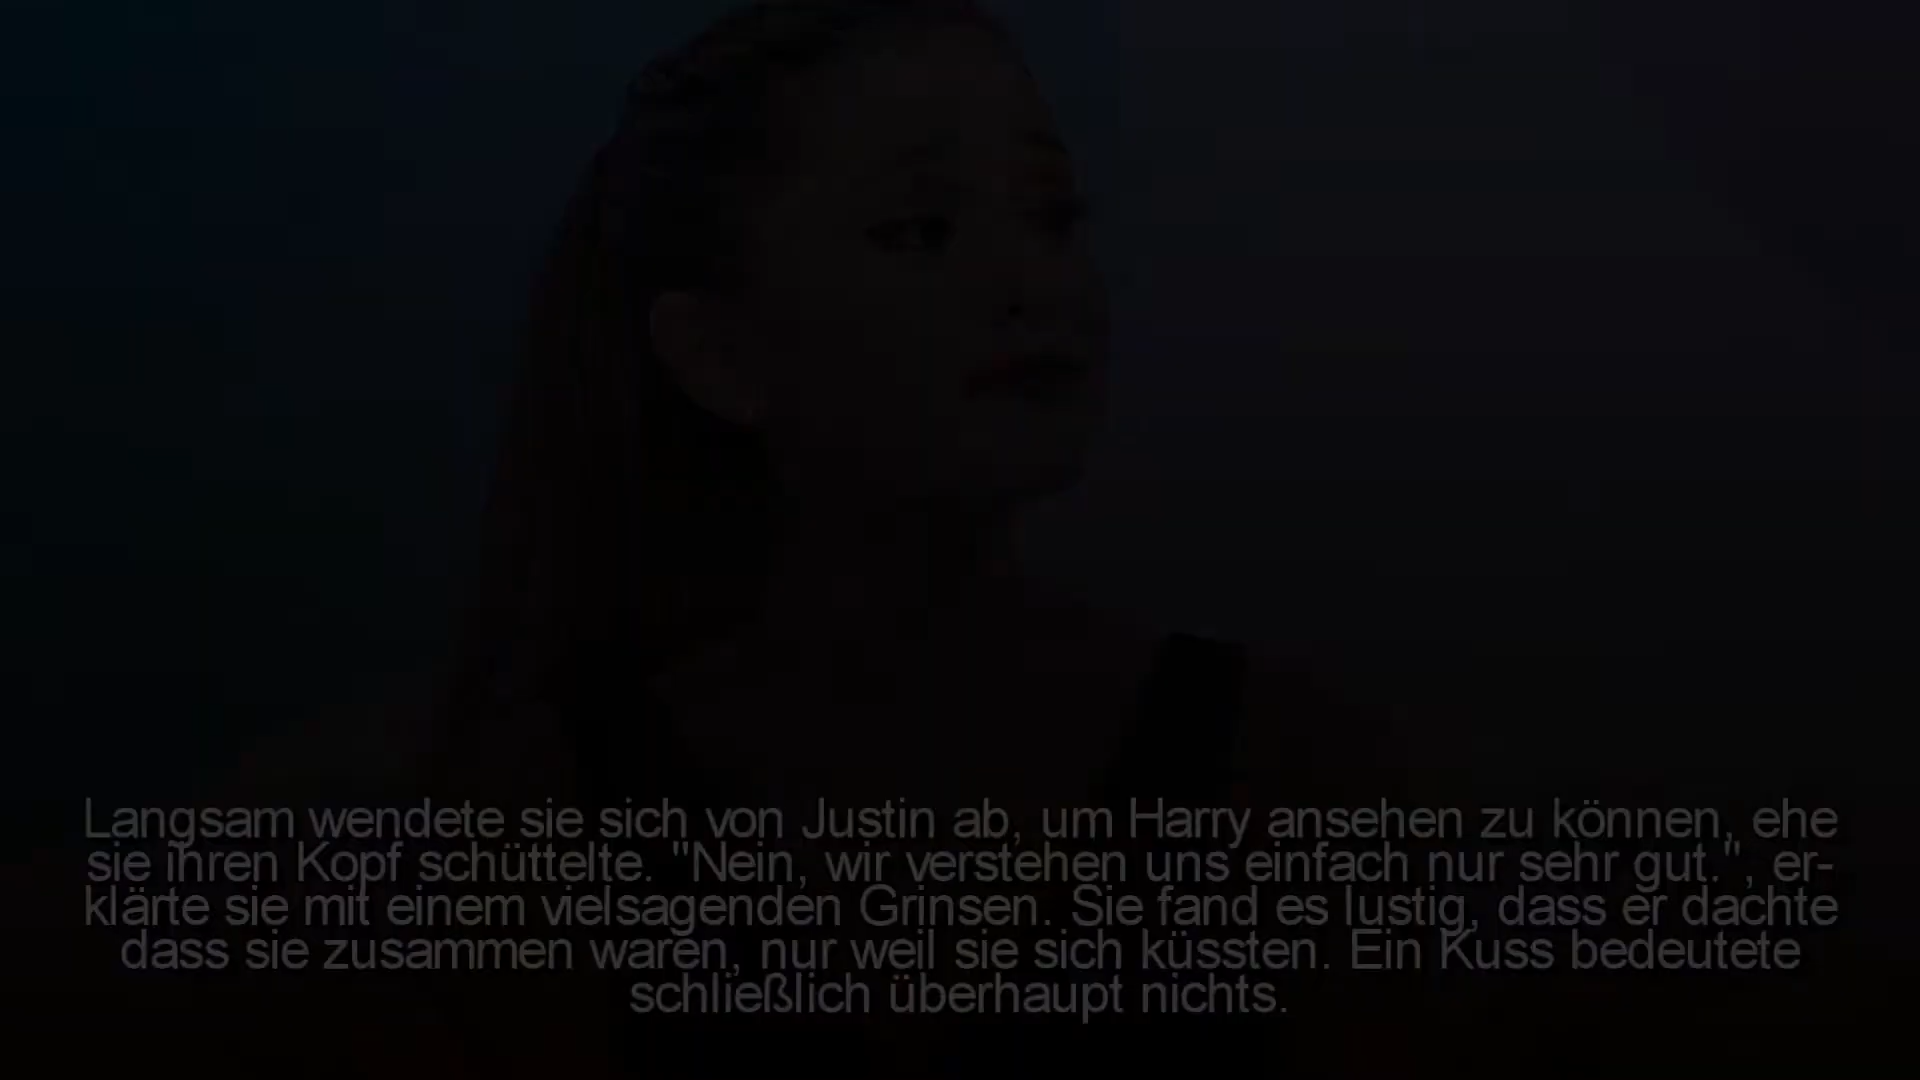 Langsam wendete sie sich von Justin ab, um Harry ansehen zu können, ehe
sie ihren Kopf schüttelte. "Nein, wir verstehen uns einfach nur sehr gut.", er-
klärte sie mit einem vielsagenden Grinsen. Sie fand es lustig, dass er dachte
dass sie zusammen waren, nur weil sie sich küssten. Ein Kuss bedeutete
schließlich überhaupt nichts.